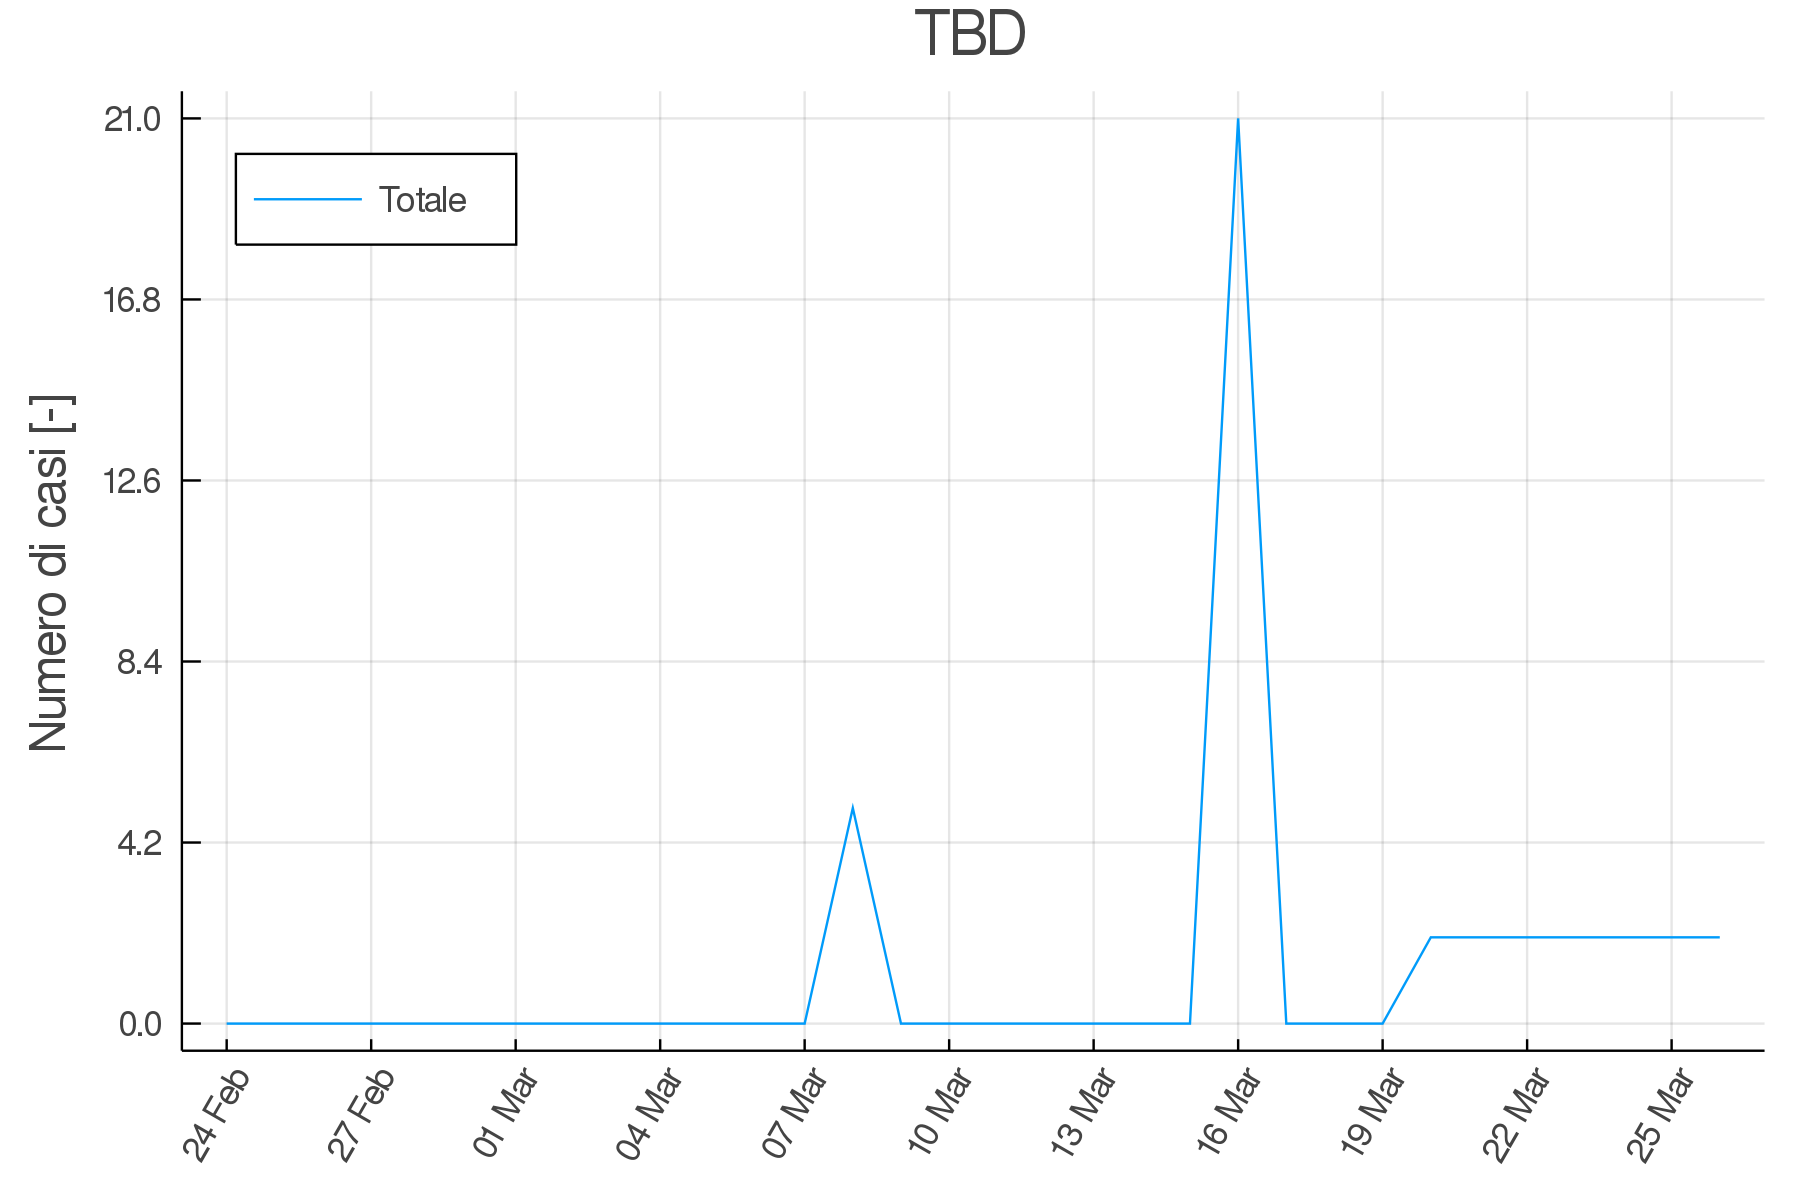 TBD
Numero di casi [-]
21.0
16.8
12.6
8.4
4.2
0.0
Totale
24 Feb
27 Feb
01 Mar
04 Mar
07 Mar
10 Mar
13 Mar
16 Mar
19 Mar
22 Mar
25 Mar